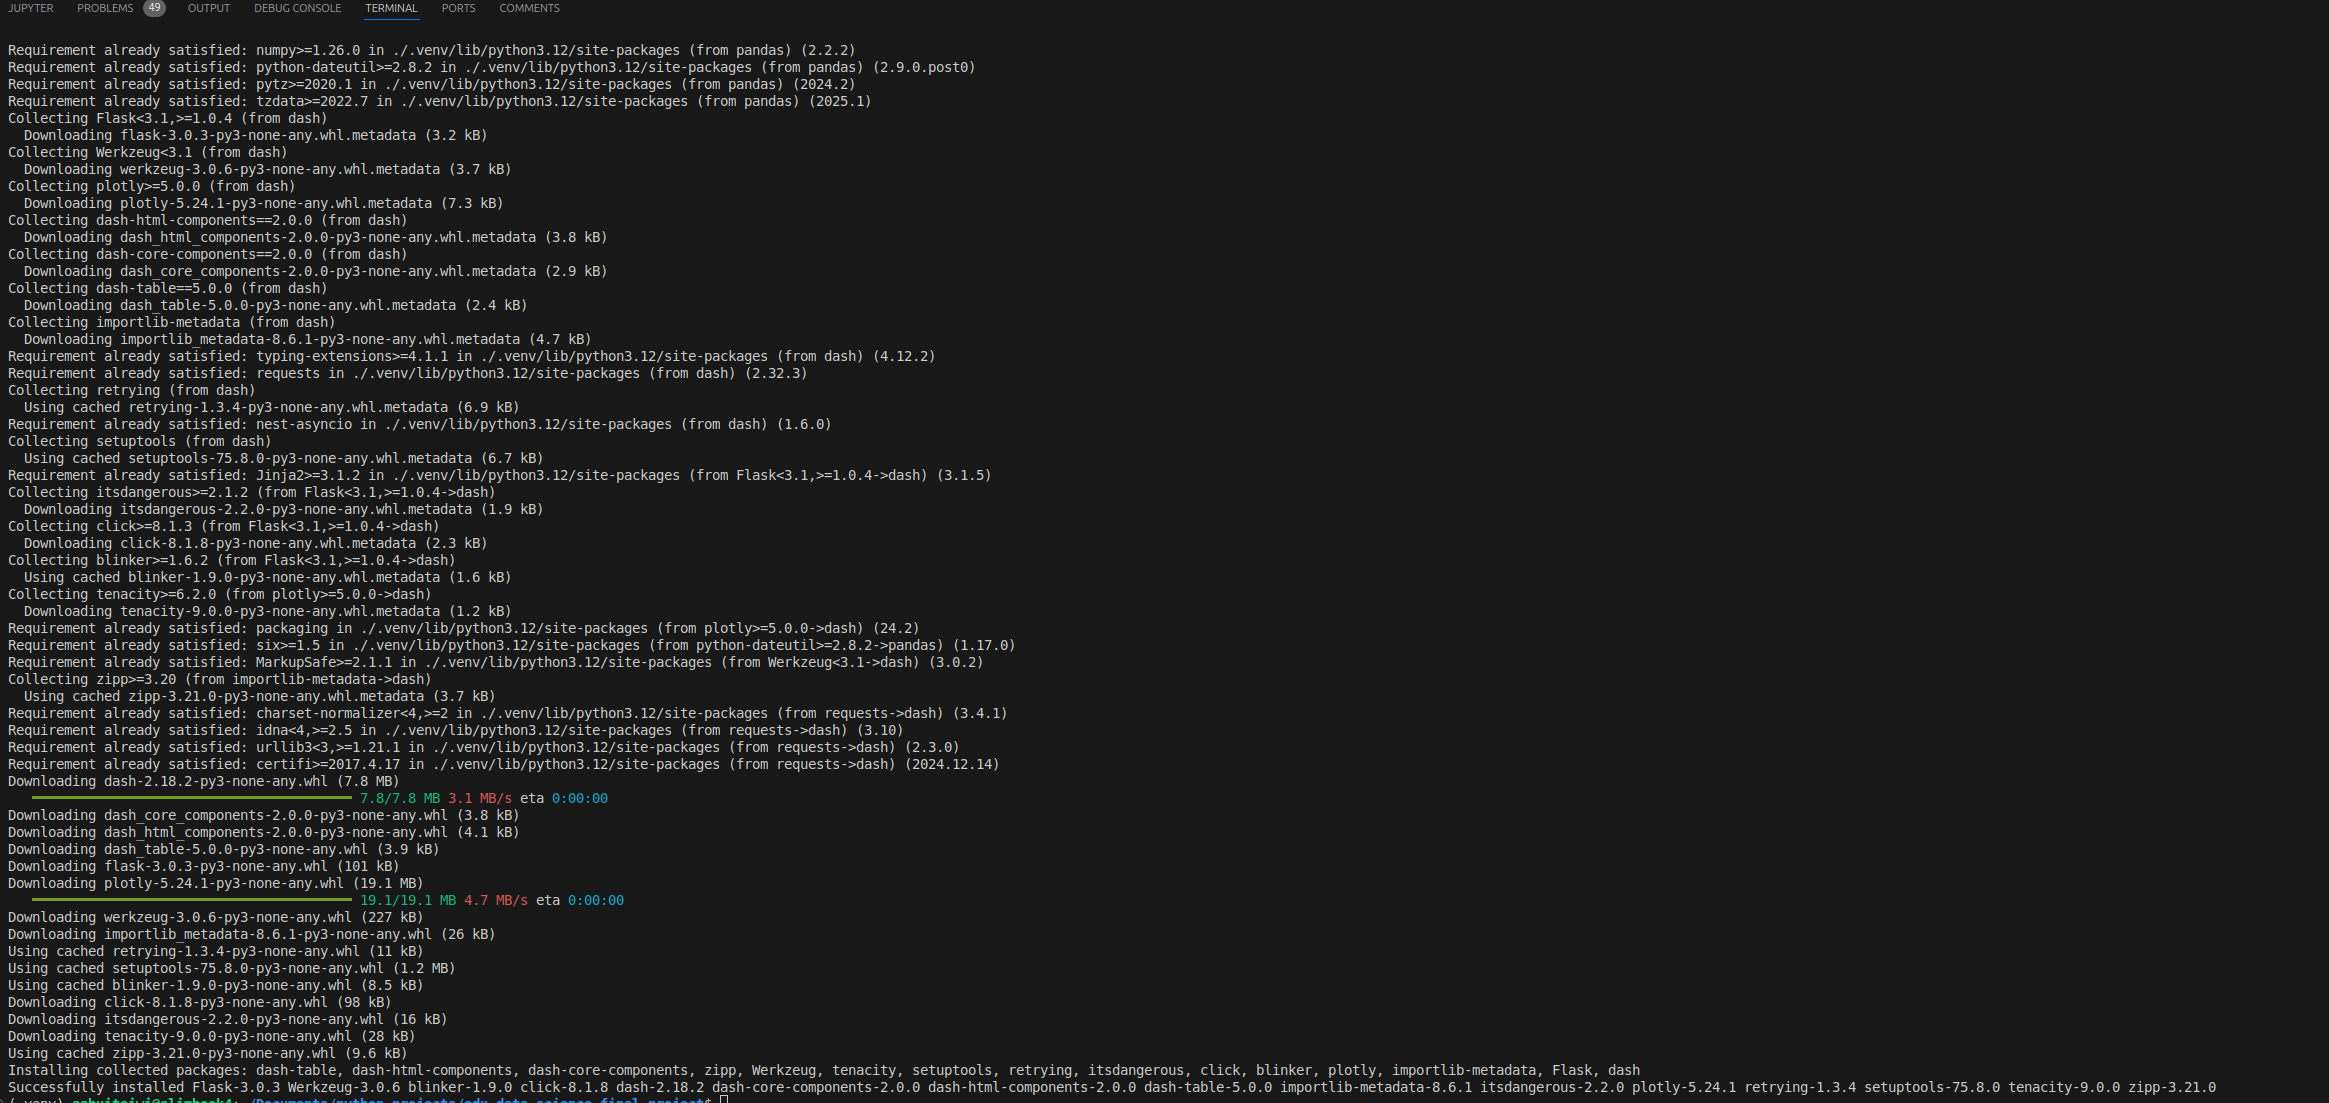 JUPYTER PROBLEMS 49 OUTPUT DEBUG CONSOLE TERMINAL PORTS COMMENTS
Requirement already satisfied: numpy>=1.26.0 in ./.venv/lib/python3.12/site-packages (from pandas) (2.2.2)
Requirement already satisfied: python-dateutil>=2.8.2 in ./.venv/lib/python3.12/site-packages (from pandas) (2.9.0.post0)
Requirement already satisfied: pytz>=2020.1 in ./.venv/lib/python3.12/site-packages (from pandas) (2024.2)
Requirement already satisfied: tzdata>=2022.7 in ./.venv/lib/python3.12/site-packages (from pandas) (2025.1)
Collecting Flask<3.1,>=1.0.4 (from dash)
  Downloading flask-3.0.3-py3-none-any.whl.metadata (3.2 kB)
Collecting Werkzeug<3.1 (from dash)
  Downloading werkzeug-3.0.6-py3-none-any.whl.metadata (3.7 kB)
Collecting plotly>=5.0.0 (from dash)
  Downloading plotly-5.24.1-py3-none-any.whl.metadata (7.3 kB)
Collecting dash-html-components==2.0.0 (from dash)
  Downloading dash_html_components-2.0.0-py3-none-any.whl.metadata (3.8 kB)
Collecting dash-core-components==2.0.0 (from dash)
  Downloading dash_core_components-2.0.0-py3-none-any.whl.metadata (2.9 kB)
Collecting dash-table==5.0.0 (from dash)
  Downloading dash_table-5.0.0-py3-none-any.whl.metadata (2.4 kB)
Collecting importlib-metadata (from dash)
  Downloading importlib_metadata-8.6.1-py3-none-any.whl.metadata (4.7 kB)
Requirement already satisfied: typing-extensions>=4.1.1 in ./.venv/lib/python3.12/site-packages (from dash) (4.12.2)
Requirement already satisfied: requests in ./.venv/lib/python3.12/site-packages (from dash) (2.32.3)
Collecting retrying (from dash)
  Using cached retrying-1.3.4-py3-none-any.whl.metadata (6.9 kB)
Requirement already satisfied: nest-asyncio in ./.venv/lib/python3.12/site-packages (from dash) (1.6.0)
Collecting setuptools (from dash)
  Using cached setuptools-75.8.0-py3-none-any.whl.metadata (6.7 kB)
Requirement already satisfied: Jinja2>=3.1.2 in ./.venv/lib/python3.12/site-packages (from Flask<3.1,>=1.0.4->dash) (3.1.5)
Collecting itsdangerous>=2.1.2 (from Flask<3.1,>=1.0.4->dash)
  Downloading itsdangerous-2.2.0-py3-none-any.whl.metadata (1.9 kB)
Collecting click>=8.1.3 (from Flask<3.1,>=1.0.4->dash)
  Downloading click-8.1.8-py3-none-any.whl.metadata (2.3 kB)
Collecting blinker>=1.6.2 (from Flask<3.1,>=1.0.4->dash)
  Using cached blinker-1.9.0-py3-none-any.whl.metadata (1.6 kB)
Collecting tenacity>=6.2.0 (from plotly>=5.0.0->dash)
  Downloading tenacity-9.0.0-py3-none-any.whl.metadata (1.2 kB)
Requirement already satisfied: packaging in ./.venv/lib/python3.12/site-packages (from plotly>=5.0.0->dash) (24.2)
Requirement already satisfied: six>=1.5 in ./.venv/lib/python3.12/site-packages (from python-dateutil>=2.8.2->pandas) (1.17.0)
Requirement already satisfied: MarkupSafe>=2.1.1 in ./.venv/lib/python3.12/site-packages (from Werkzeug<3.1->dash) (3.0.2)
Collecting zipp>=3.20 (from importlib-metadata->dash)
  Using cached zipp-3.21.0-py3-none-any.whl.metadata (3.7 kB)
Requirement already satisfied: charset-normalizer<4,>=2 in ./.venv/lib/python3.12/site-packages (from requests->dash) (3.4.1)
Requirement already satisfied: idna<4,>=2.5 in ./.venv/lib/python3.12/site-packages (from requests->dash) (3.10)
Requirement already satisfied: urllib3<3,>=1.21.1 in ./.venv/lib/python3.12/site-packages (from requests->dash) (2.3.0)
Requirement already satisfied: certifi>=2017.4.17 in ./.venv/lib/python3.12/site-packages (from requests->dash) (2024.12.14)
Downloading dash-2.18.2-py3-none-any.whl (7.8 MB)
7.8/7.8 MB 3.1 MB/s eta 0:00:00
Downloading dash_core_components-2.0.0-py3-none-any.whl (3.8 kB)
Downloading dash_html_components-2.0.0-py3-none-any.whl (4.1 kB)
Downloading dash_table-5.0.0-py3-none-any.whl (3.9 kB)
Downloading flask-3.0.3-py3-none-any.whl (101 kB)
Downloading plotly-5.24.1-py3-none-any.whl (19.1 MB)
19.1/19.1 MB 4.7 MB/s eta 0:00:00
Downloading werkzeug-3.0.6-py3-none-any.whl (227 kB)
Downloading importlib_metadata-8.6.1-py3-none-any.whl (26 kB)
Using cached retrying-1.3.4-py3-none-any.whl (11 kB)
Using cached setuptools-75.8.0-py3-none-any.whl (1.2 MB)
Using cached blinker-1.9.0-py3-none-any.whl (8.5 kB)
Downloading click-8.1.8-py3-none-any.whl (98 kB)
Downloading itsdangerous-2.2.0-py3-none-any.whl (16 kB)
Downloading tenacity-9.0.0-py3-none-any.whl (28 kB)
Using cached zipp-3.21.0-py3-none-any.whl (9.6 kB)
Installing collected packages: dash-table, dash-html-components, dash-core-components, zipp, Werkzeug, tenacity, setuptools, retrying, itsdangerous, click, blinker, plotly, importlib-metadata, Flask, dash
Successfully installed Flask-3.0.3 Werkzeug-3.0.6 blinker-1.9.0 click-8.1.8 dash-2.18.2 dash-core-components-2.0.0 dash-html-components-2.0.0 dash-table-5.0.0 importlib-metadata-8.6.1 itsdangerous-2.2.0 plotly-5.24.1 retrying-1.3.4 setuptools-75.8.0 tenacity-9.0.0 zipp-3.21.0